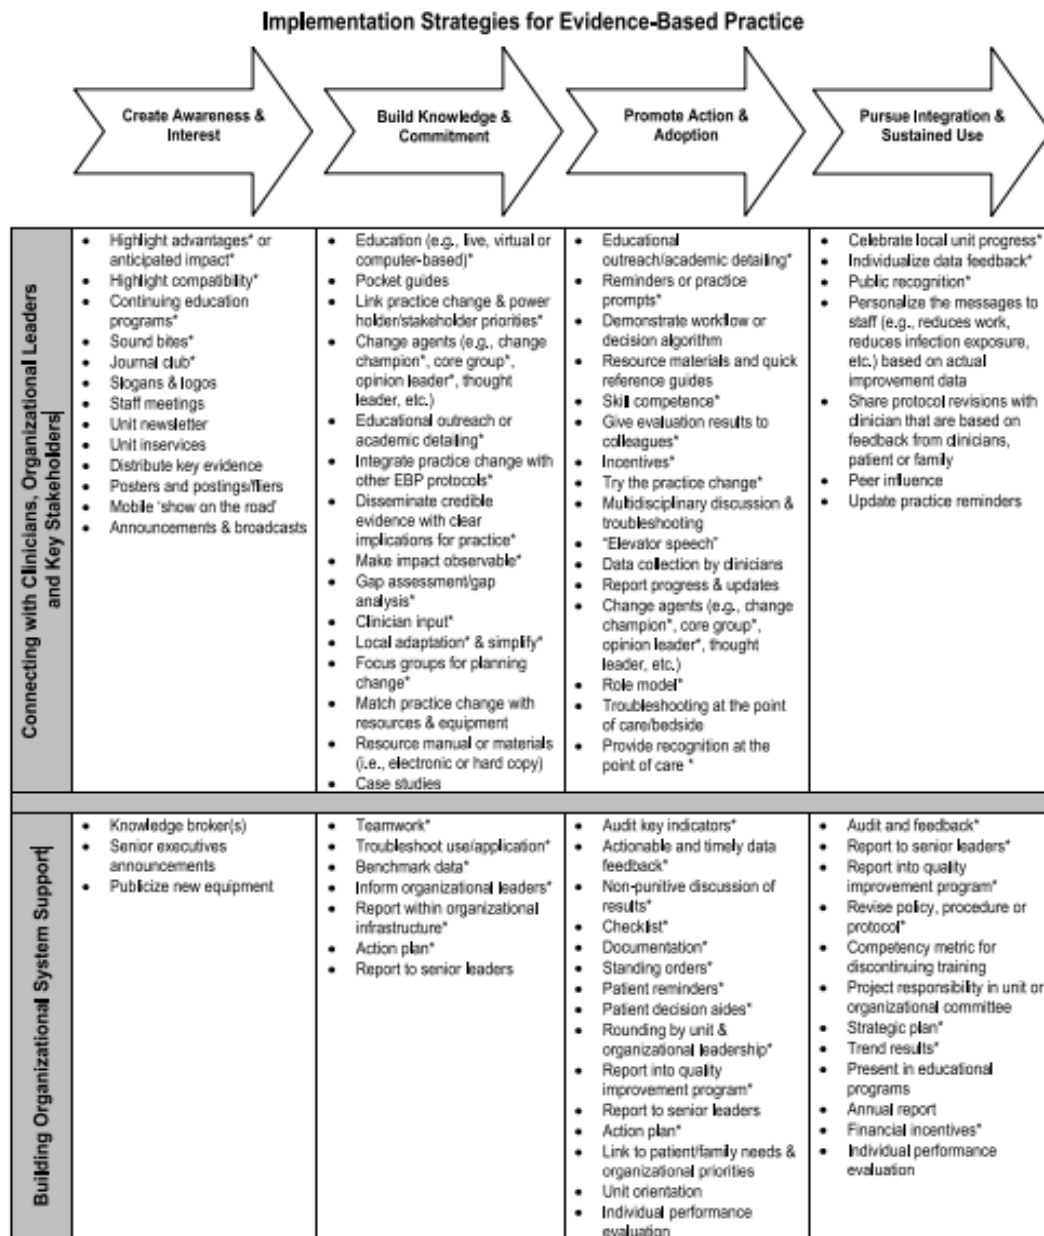 Implementation Strategies for Evidence-Based Practice
Create Awareness &
Interest
Build Knowledge &
Commitment
Promote Action &
Adoption
Pursue Integration &
Sustained Use
Connecting with Clinicians, Organizational Leaders
and Key Stakeholders
• Highlight advantages* or
anticipated impact*
• Highlight compatibility*
• Continuing education
programs*
• Sound bites*
• Journal club*
• Slogans & logos
• Staff meetings
• Unit newsletter
• Unit inservices
• Distribute key evidence
• Posters and postings/fliers
• Mobile 'show on the road'
• Announcements & broadcasts
• Education (e.g., live, virtual or
computer-based)*
• Pocket guides
• Link practice change & power
holder/stakeholder priorities*
• Change agents (e.g., change
champion*, core group*,
opinion leader*, thought
leader, etc.)
• Educational outreach or
academic detailing*
• Integrate practice change with
other EBP protocols*
• Disseminate credible
evidence with clear
implications for practice*
• Make impact observable*
• Gap assessment/gap
analysis*
• Clinician input*
• Local adaptation* & simplify*
• Focus groups for planning
change*
• Match practice change with
resources & equipment
• Resource manual or materials
(i.e., electronic or hard copy)
• Case studies
• Educational
outreach/academic detailing*
• Reminders or practice
prompts*
• Demonstrate workflow or
decision algorithm
• Resource materials and quick
reference guides
• Skill competence*
• Give evaluation results to
colleagues*
• Incentives*
• Try the practice change*
• Multidisciplinary discussion &
troubleshooting
• "Elevator speech"
• Data collection by clinicians
• Report progress & updates
• Change agents (e.g., change
champion*, core group*,
opinion leader*, thought
leader, etc.)
• Role model*
• Troubleshooting at the point
of care/bedside
• Provide recognition at the
point of care *
• Celebrate local unit progress*
• Individualize data feedback*
• Public recognition*
• Personalize the messages to
staff (e.g., reduces work,
reduces infection exposure,
etc.) based on actual
improvement data
• Share protocol revisions with
clinician that are based on
feedback from clinicians,
patient or family
• Peer influence
• Update practice reminders
Building Organizational System Support
• Knowledge broker(s)
• Senior executives
announcements
• Publicize new equipment
• Teamwork*
• Troubleshoot use/application*
• Benchmark data*
• Inform organizational leaders*
• Report within organizational
infrastructure*
• Action plan*
• Report to senior leaders
• Audit key indicators*
• Actionable and timely data
feedback*
• Non-punitive discussion of
results*
• Checklist*
• Documentation*
• Standing orders*
• Patient reminders*
• Patient decision aides*
• Rounding by unit &
organizational leadership*
• Report into quality
improvement program*
• Report to senior leaders
• Action plan*
• Link to patient/family needs &
organizational priorities
• Unit orientation
• Individual performance
evaluation
• Audit and feedback*
• Report to senior leaders*
• Report into quality
improvement program*
• Revise policy, procedure or
protocol*
• Competency metric for
discontinuing training
• Project responsibility in unit or
organizational committee
• Strategic plan*
• Trend results*
• Present in educational
programs
• Annual report
• Financial incentives*
• Individual performance
evaluation